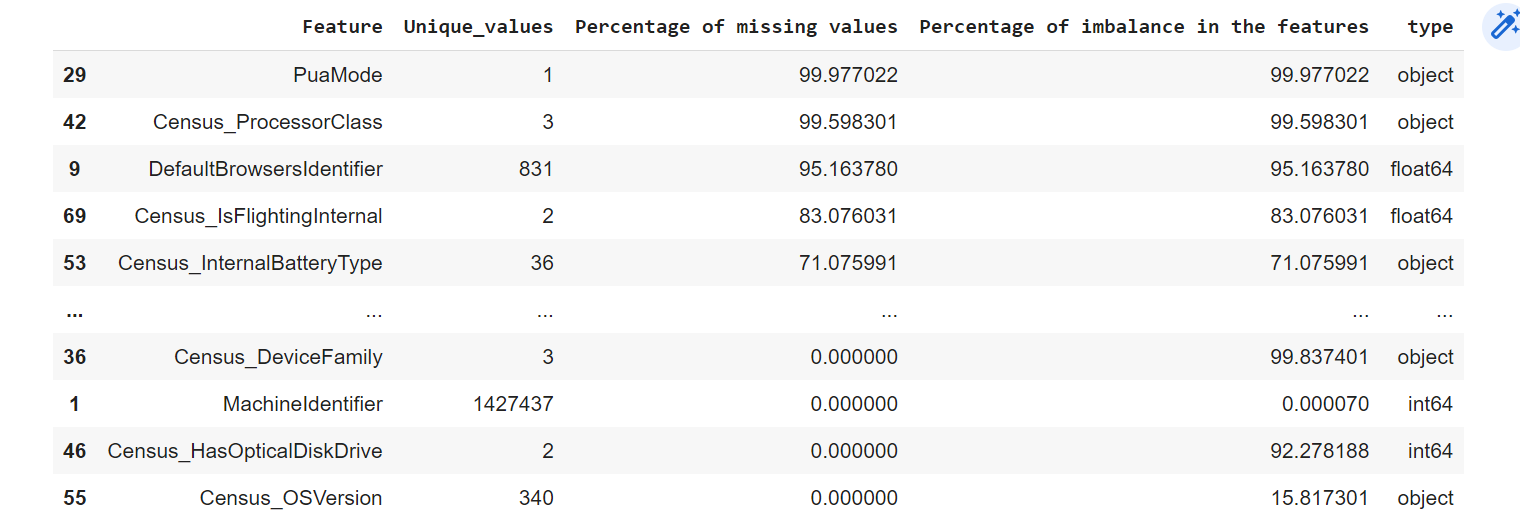 Feature Unique_values Percentage of missing values Percentage of imbalance in the features type
29 PuaMode 1 99.977022 99.977022 object
42 Census_ProcessorClass 3 99.598301 99.598301 object
9 DefaultBrowsersIdentifier 831 95.163780 95.163780 float64
69 Census_IsFlightingInternal 2 83.076031 83.076031 float64
53 Census_InternalBatteryType 36 71.075991 71.075991 object
... ... ... ... ... ...
36 Census_DeviceFamily 3 0.000000 99.837401 object
1 MachineIdentifier 1427437 0.000000 0.000070 int64
46 Census_HasOpticalDiskDrive 2 0.000000 92.278188 int64
55 Census_OSVersion 340 0.000000 15.817301 object